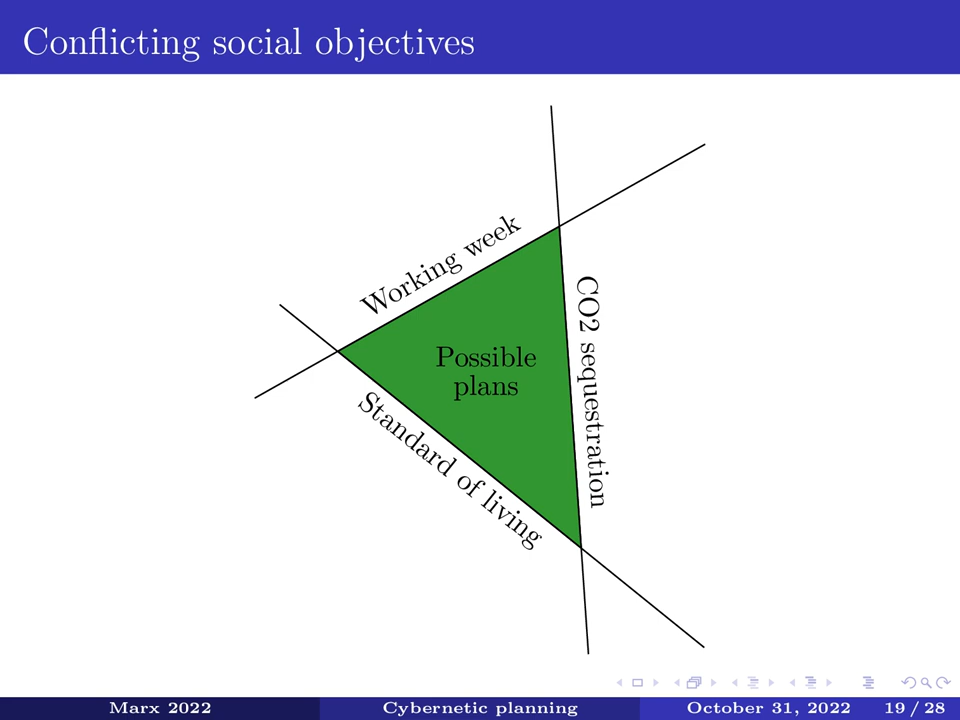 Conflicting social objectives
Working week
CO2 sequestration
Possible
plans
Standard of living
Marx 2022
Cybernetic planning
October 31, 2022
19 / 28